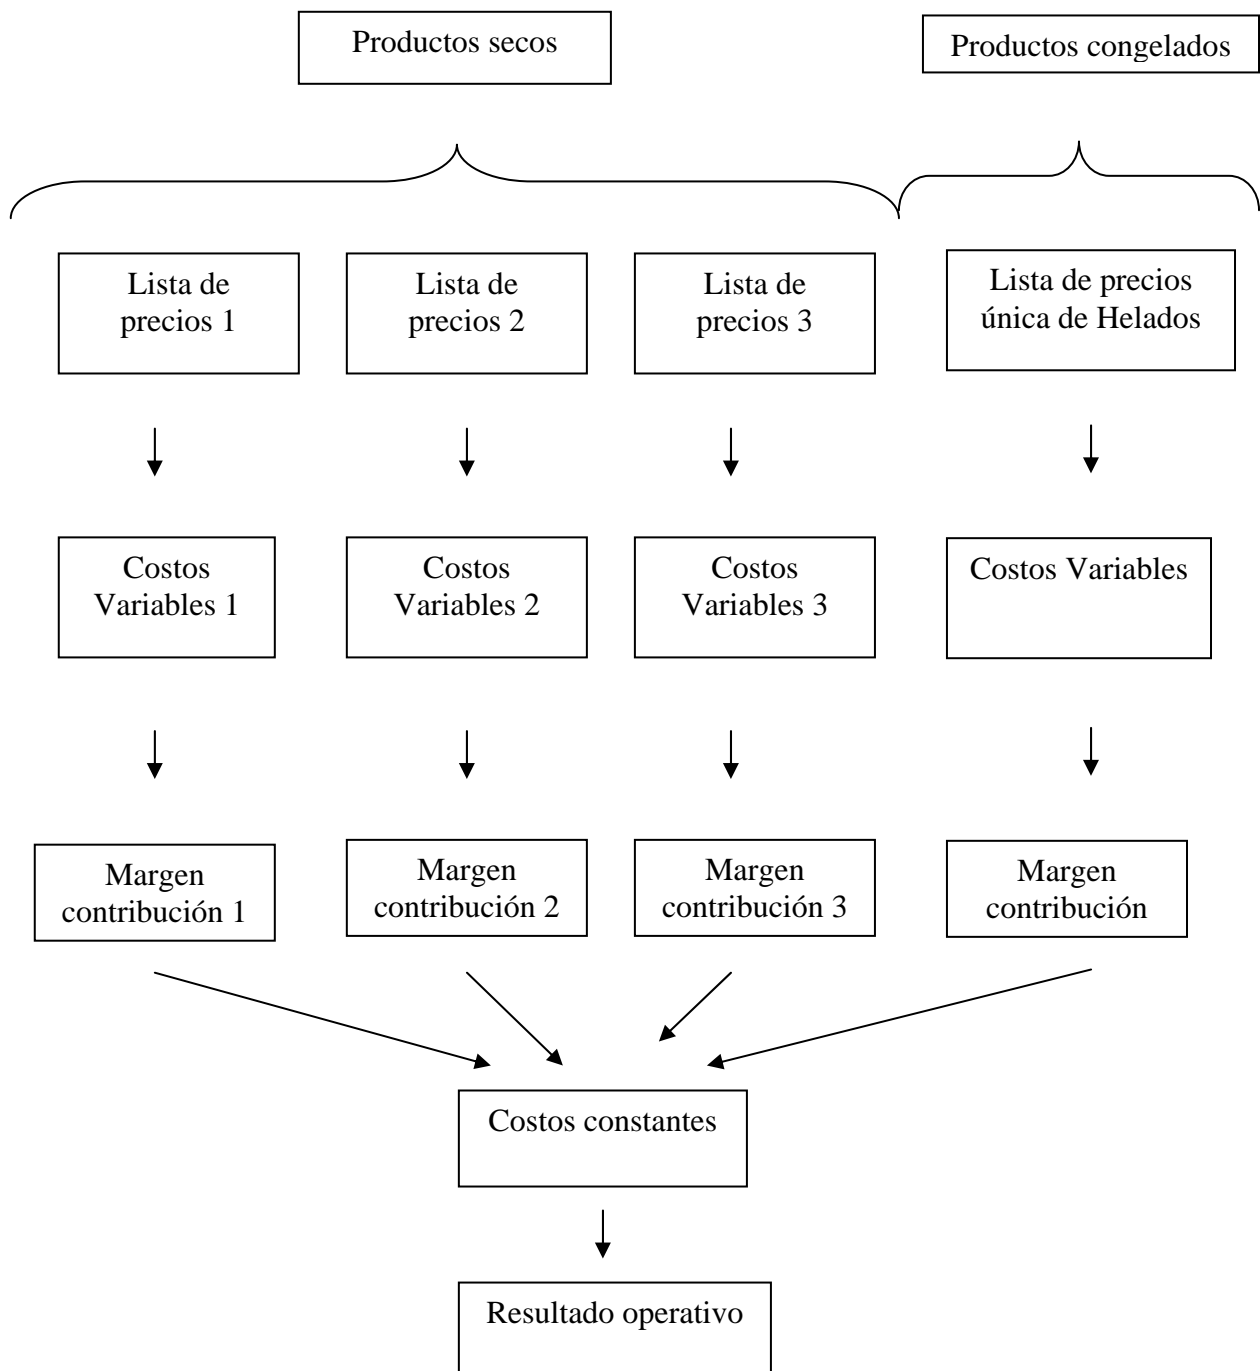 Productos secos
Productos congelados
Lista de
precios 1
Lista de
precios 2
Lista de
precios 3
Lista de precios
única de Helados
Costos
Variables 1
Costos
Variables 2
Costos
Variables 3
Costos Variables
Margen
contribución 1
Margen
contribución 2
Margen
contribución 3
Margen
contribución
Costos constantes
Resultado operativo